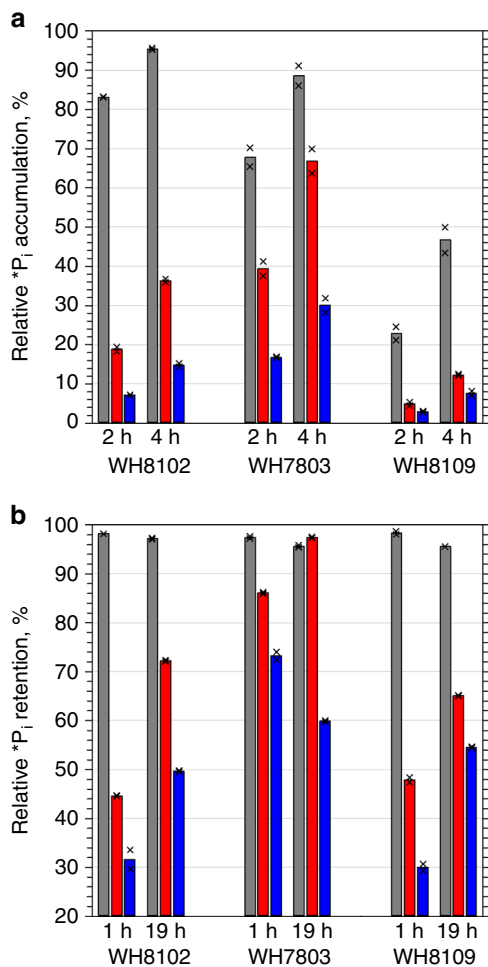 a
Relative *Pi accumulation, %
100
90
80
70
60
50
40
30
20
10
0
2 h 4 h 2 h 4 h 2 h 4 h
WH8102 WH7803 WH8109
b
Relative *Pi retention, %
100
90
80
70
60
50
40
30
20
1 h 19 h 1 h 19 h 1 h 19 h
WH8102 WH7803 WH8109